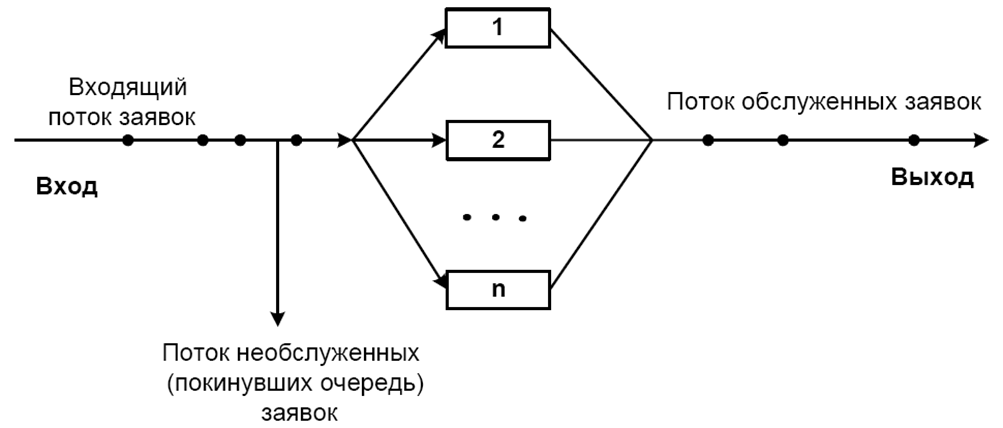 1
Входящий
поток заявок
Поток обслуженных заявок
2
Вход
Выход
. . .
n
Поток необслуженных
(покинувших очередь)
заявок